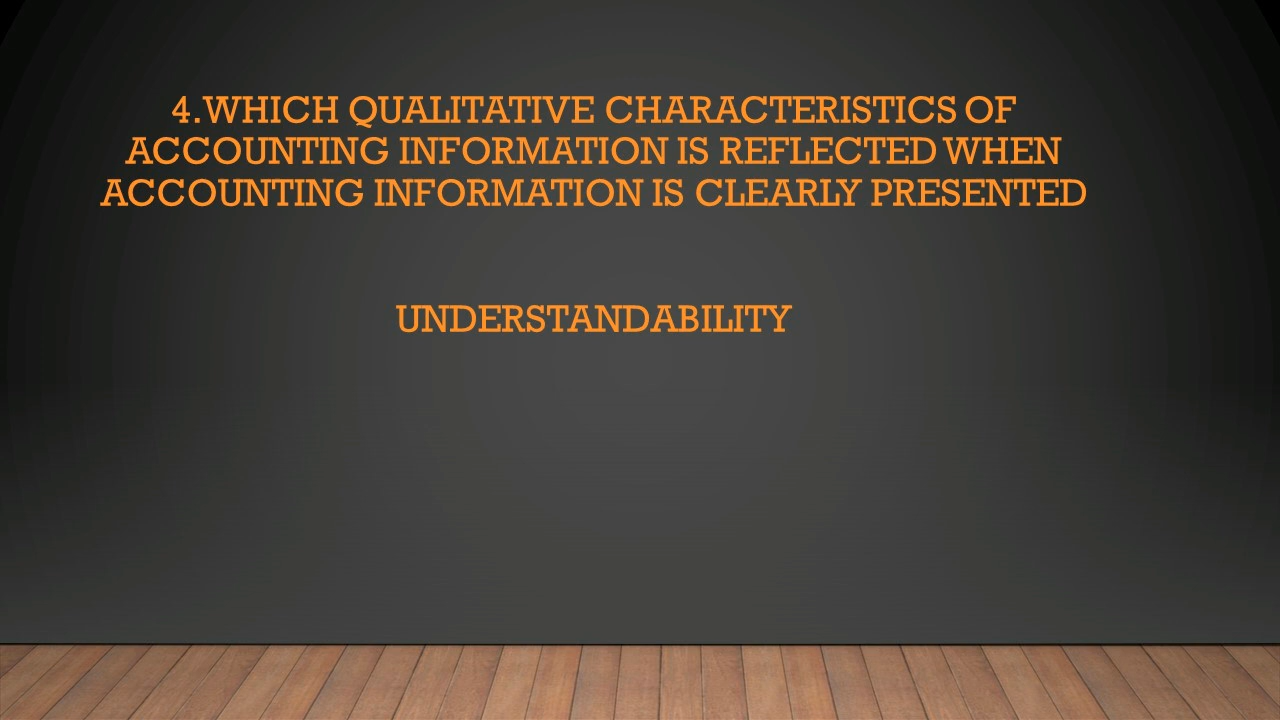 4.WHICH QUALITATIVE CHARACTERISTICS OF
ACCOUNTING INFORMATION IS REFLECTED WHEN
ACCOUNTING INFORMATION IS CLEARLY PRESENTED
UNDERSTANDABILITY